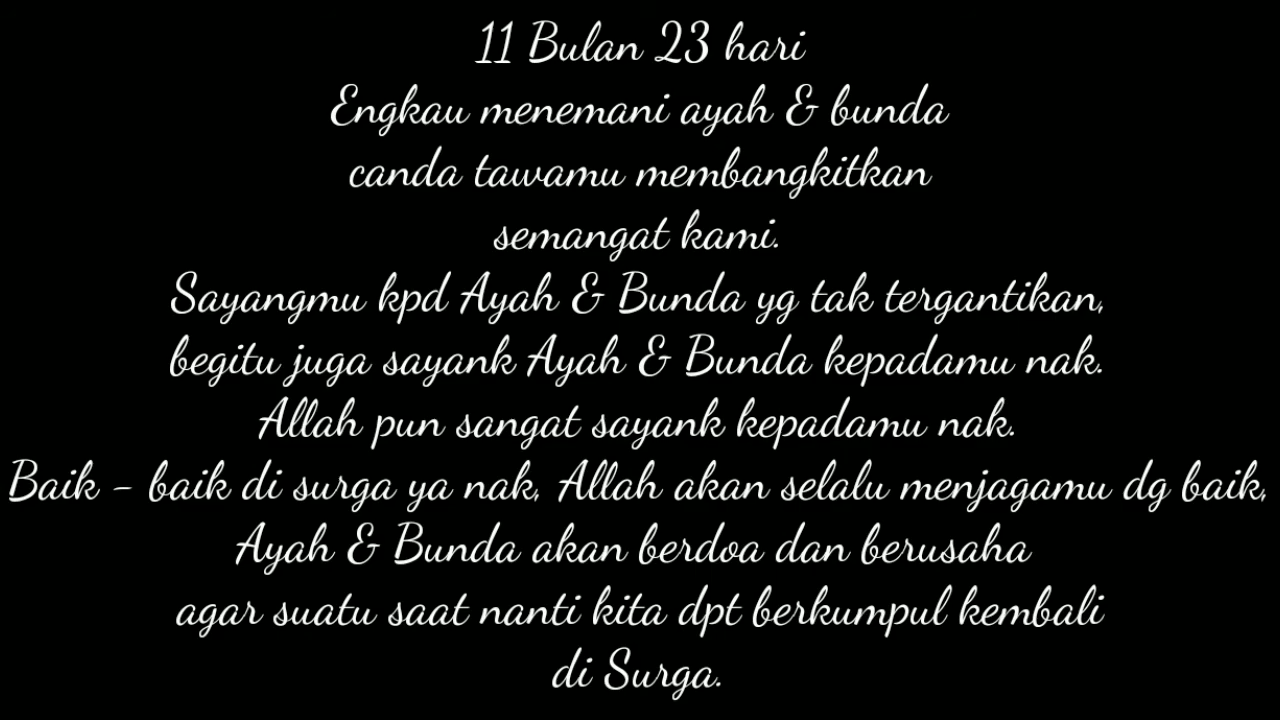 11 Bulan 23 hari
Engkau menemani ayah & bunda
canda tawamu membangkitkan
semangat kami.
Sayangmu kpd Ayah & Bunda yg tak tergantikan,
begitu juga sayank Ayah & Bunda kepadamu nak.
Allah pun sangat sayank kepadamu nak.
Baik - baik di surga ya nak, Allah akan selalu menjagamu dg baik,
Ayah & Bunda akan berdoa dan berusaha
agar suatu saat nanti kita dpt berkumpul kembali
di Surga.